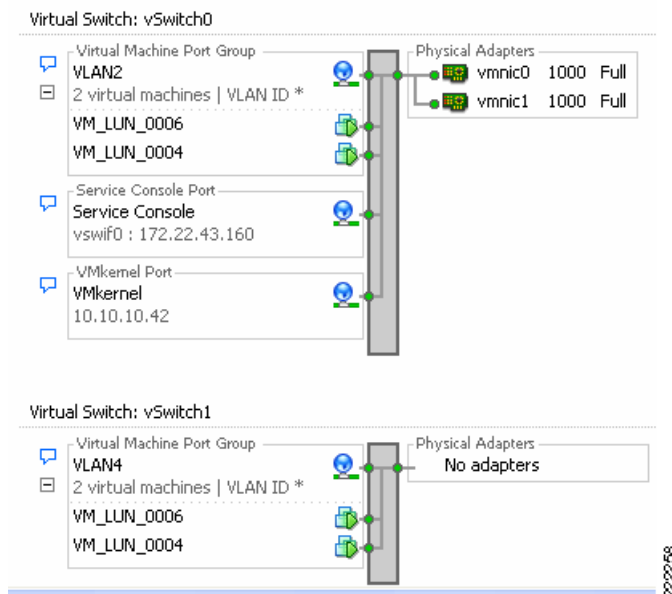 Virtual Switch: vSwitch0
Virtual Machine Port Group
VLAN2
2 virtual machines | VLAN ID *
VM_LUN_0006
VM_LUN_0004
Physical Adapters
vmnic0 1000 Full
vmnic1 1000 Full
Service Console Port
Service Console
vswif0 : 172.22.43.160
VMkernel Port
VMkernel
10.10.10.42
Virtual Switch: vSwitch1
Virtual Machine Port Group
VLAN4
2 virtual machines | VLAN ID *
VM_LUN_0006
VM_LUN_0004
Physical Adapters
No adapters
222258